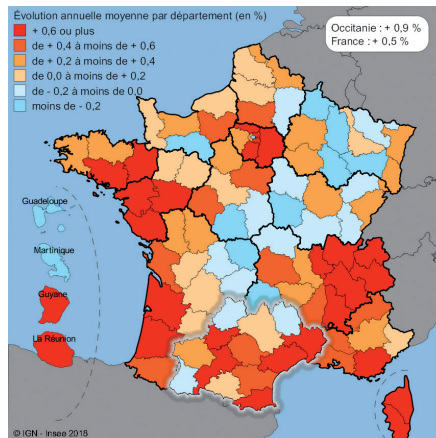 Évolution annuelle moyenne par département (en %)
+ 0,6 ou plus
de + 0,4 à moins de + 0,6
de + 0,2 à moins de + 0,4
de 0,0 à moins de + 0,2
de - 0,2 à moins de 0,0
moins de - 0,2
Occitanie : + 0,9 %
France : + 0,5 %
Guadeloupe
Martinique
Guyane
La Réunion
© IGN - Insee 2018